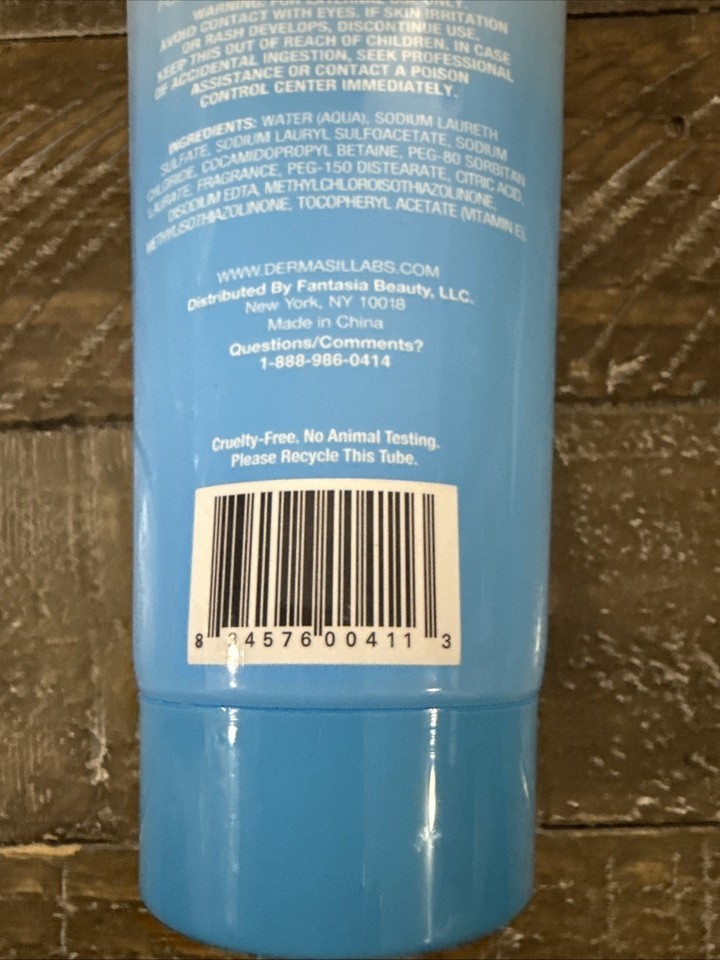 WARNING: FOR EXTERNAL USE ONLY.
AVOID CONTACT WITH EYES. IF SKIN IRRITATION
OR RASH DEVELOPS, DISCONTINUE USE.
KEEP THIS OUT OF REACH OF CHILDREN. IN CASE
OF ACCIDENTAL INGESTION, SEEK PROFESSIONAL
ASSISTANCE OR CONTACT A POISON
CONTROL CENTER IMMEDIATELY.
INGREDIENTS: WATER (AQUA), SODIUM LAURETH
SULFATE, SODIUM LAURYL SULFOACETATE, SODIUM
CHLORIDE, COCAMIDOPROPYL BETAINE, PEG-80 SORBITAN
LAURATE, FRAGRANCE, PEG-150 DISTEARATE, CITRIC ACID,
DISODIUM EDTA, METHYLCHLOROISOTHIAZOLINONE,
METHYLISOTHIAZOLINONE, TOCOPHERYL ACETATE (VITAMIN E).
WWW.DERMASILLABS.COM
Distributed By Fantasia Beauty, LLC.
New York, NY 10018
Made in China
Questions/Comments?
1-888-986-0414
Cruelty-Free. No Animal Testing.
Please Recycle This Tube.
8 34576 00411 3